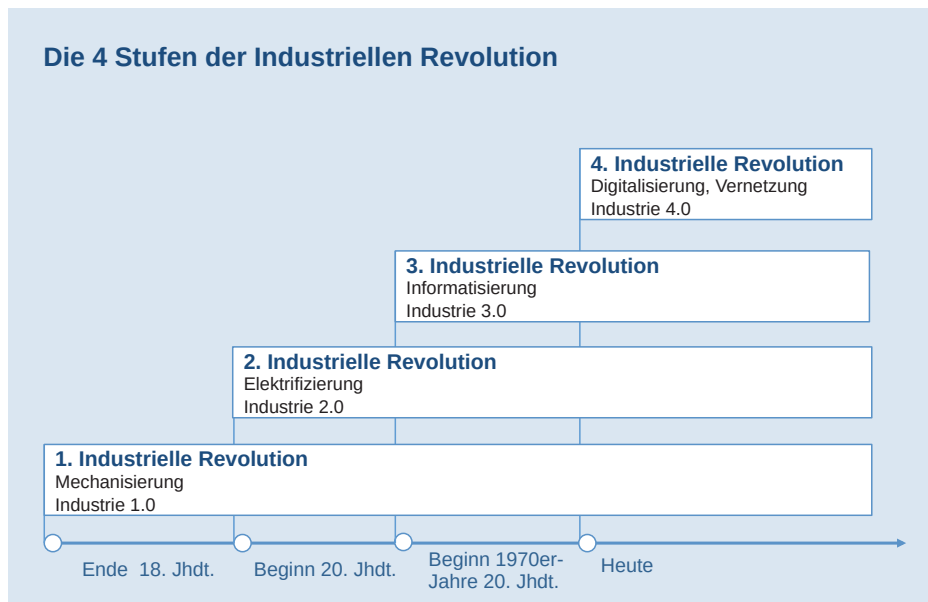 Die 4 Stufen der Industriellen Revolution
4. Industrielle Revolution
Digitalisierung, Vernetzung
Industrie 4.0
3. Industrielle Revolution
Informatisierung
Industrie 3.0
2. Industrielle Revolution
Elektrifizierung
Industrie 2.0
1. Industrielle Revolution
Mechanisierung
Industrie 1.0
Ende  18. Jhdt.
Beginn 20. Jhdt.
Beginn 1970er-
Jahre 20. Jhdt.
Heute